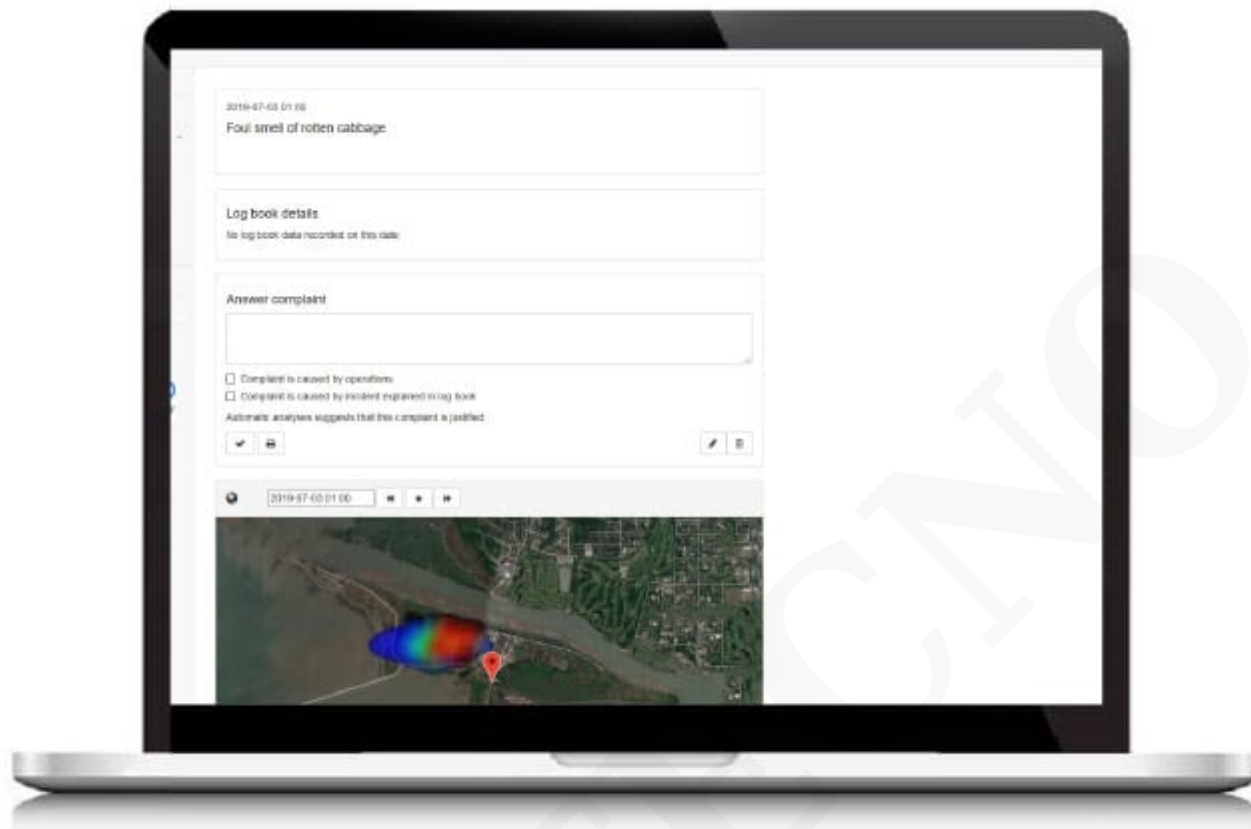 2019-07-03 01:00
Foul smell of rotten cabbage
Log book details
No log book data recorded on this date
Answer complaint
Complaint is caused by operations
Complaint is caused by incident explained in log book
Automatic analyses suggests that this complaint is justified
2019-07-03 01:00